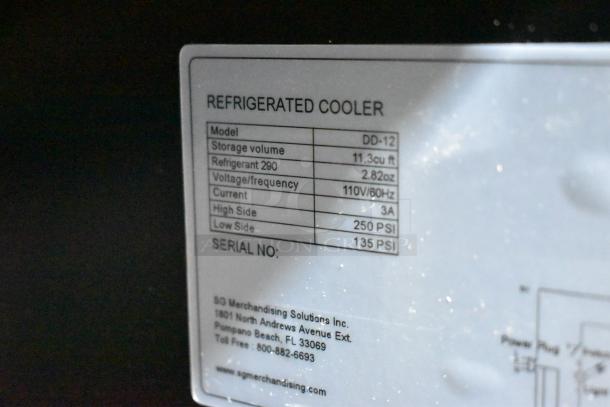 REFRIGERATED COOLER
Model DD-12
Storage volume 11.3cu ft
Refrigerant 290 2.82oz
Voltage/frequency 110V/60Hz
Current 3A
High Side 250 PSI
Low Side 135 PSI
SERIAL NO:
SG Merchandising Solutions Inc.
1801 North Andrews Avenue Ext.
Pompano Beach, FL 33069
Toll Free : 800-882-6693
www.sgmerchandising.com
Power Plug